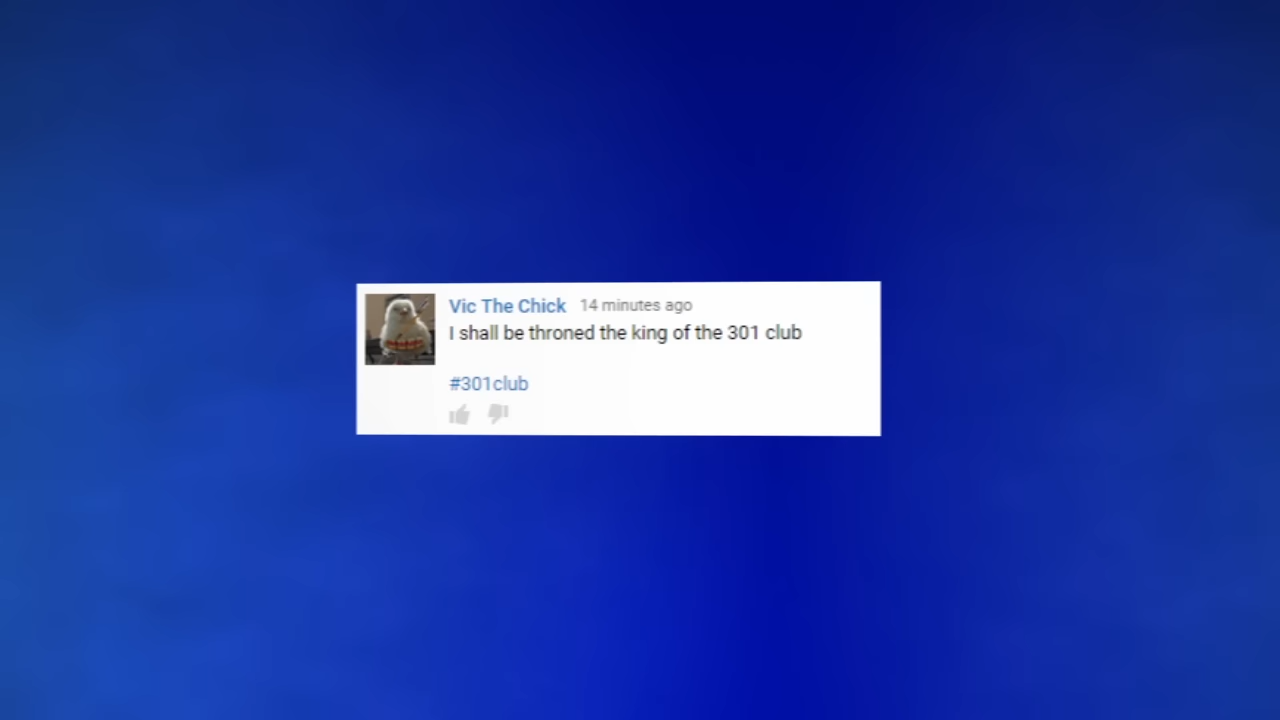 Vic The Chick 14 minutes ago
I shall be throned the king of the 301 club
#301club